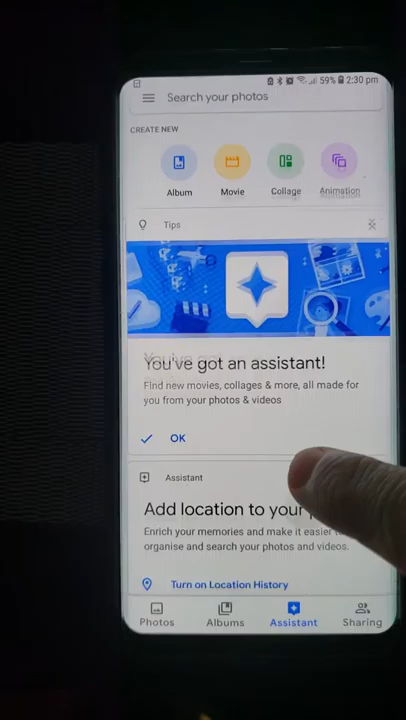 59% 2:30 pm
Search your photos
CREATE NEW
Album Movie Collage Animation
Tips
You've got an assistant!
Find new movies, collages & more, all made for
you from your photos & videos
OK
Assistant
Add location to your
Enrich your memories and make it easier
organise and search your photos and videos.
Turn on Location History
Photos Albums Assistant Sharing